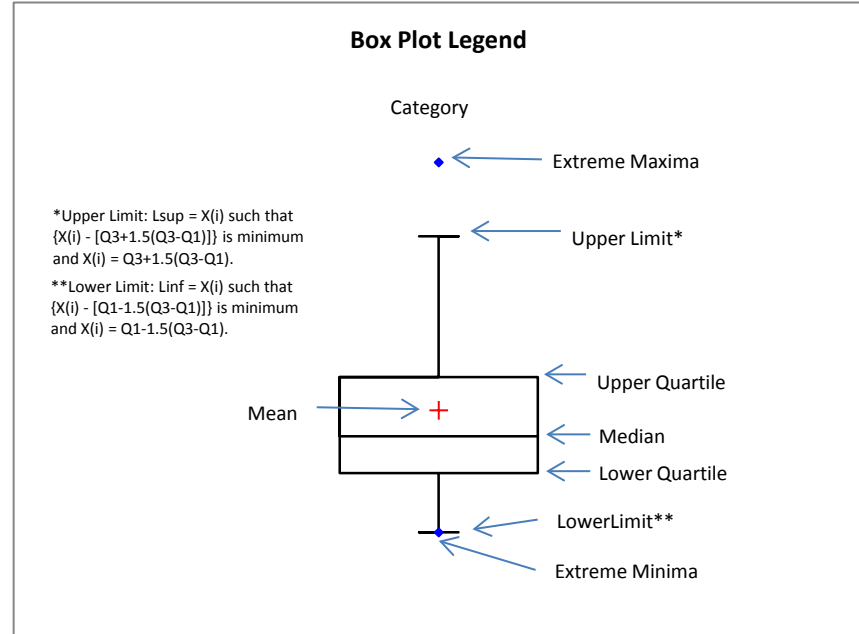 Box Plot Legend
Category
Extreme Maxima
*Upper Limit: Lsup = X(i) such that
{X(i) - [Q3+1.5(Q3-Q1)]} is minimum
and X(i) = Q3+1.5(Q3-Q1).
**Lower Limit: Linf = X(i) such that
{X(i) - [Q1-1.5(Q3-Q1)]} is minimum
and X(i) = Q1-1.5(Q3-Q1).
Upper Limit*
Upper Quartile
Mean
Median
Lower Quartile
LowerLimit**
Extreme Minima